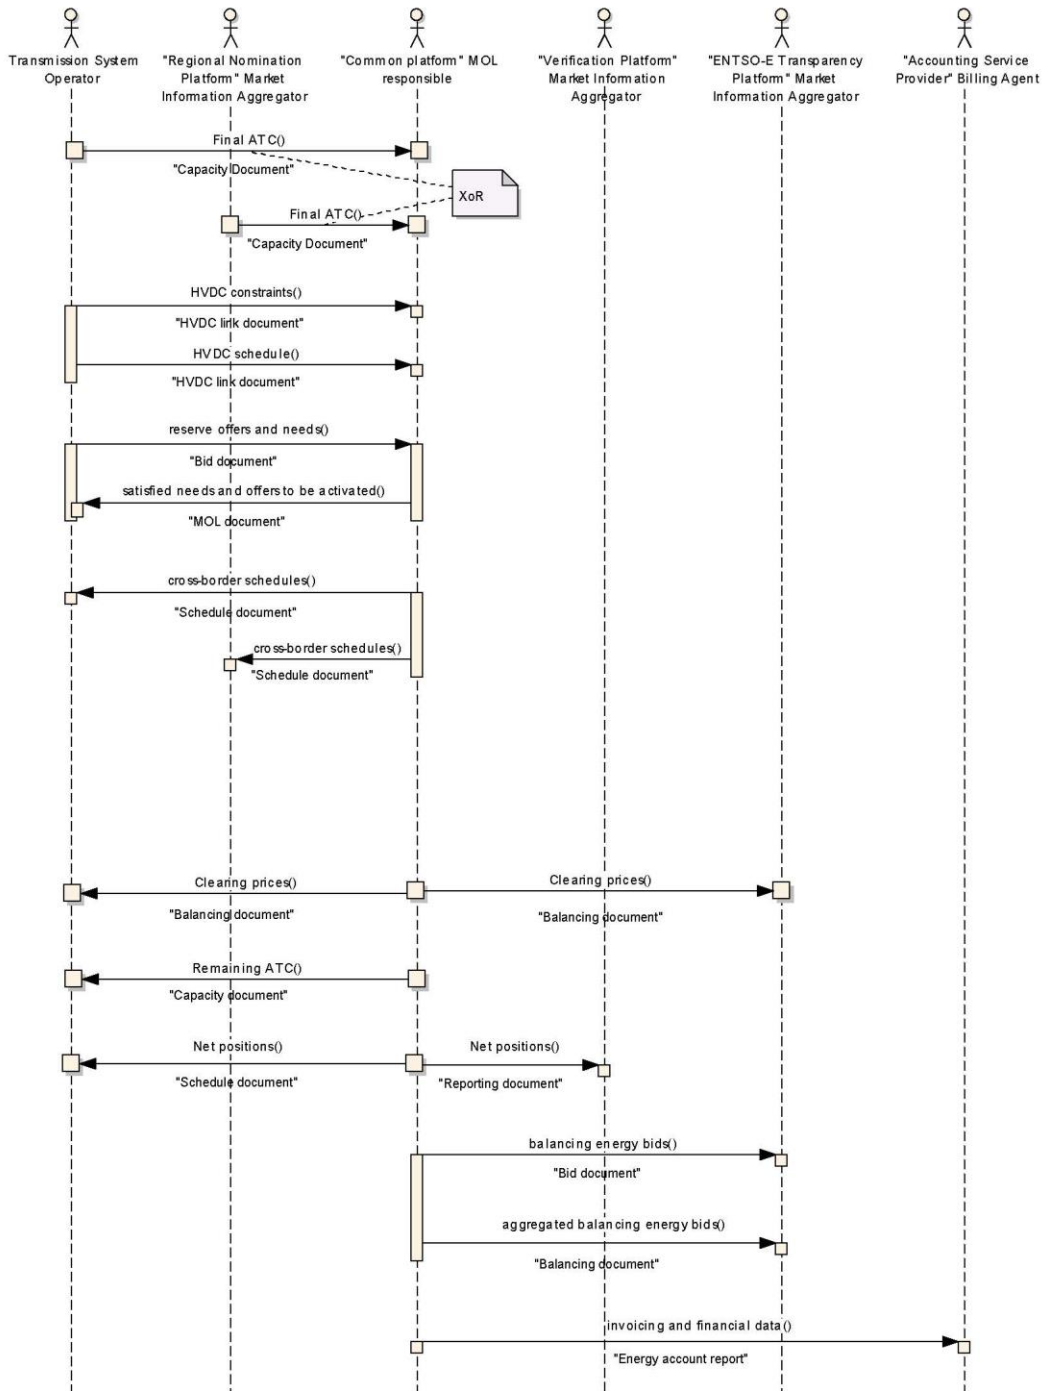 Transmission System
Operator
"Regional Nomination
Platform" Market
Information Aggregator
"Common platform" MOL
responsible
"Verification Platform"
Market Information
Aggregator
"ENTSO-E Transparency
Platform" Market
Information Aggregator
"Accounting Service
Provider" Billing Agent
Final ATC()
"Capacity Document"
XoR
Final ATC()
"Capacity Document"
HVDC constraints()
"HVDC link document"
HVDC schedule()
"HVDC link document"
reserve offers and needs()
"Bid document"
satisfied needs and offers to be activated()
"MOL document"
cross-border schedules()
"Schedule document"
cross-border schedules()
"Schedule document"
Clearing prices()
"Balancing document"
Clearing prices()
"Balancing document"
Remaining ATC()
"Capacity document"
Net positions()
"Schedule document"
Net positions()
"Reporting document"
balancing energy bids()
"Bid document"
aggregated balancing energy bids()
"Balancing document"
invoicing and financial data()
"Energy account report"